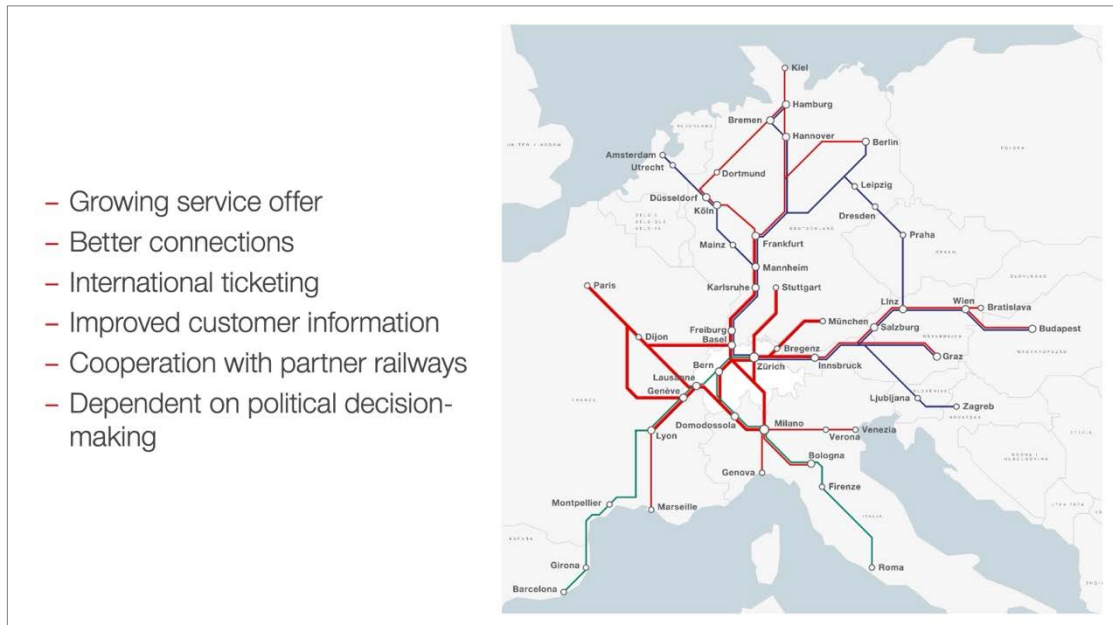 – Growing service offer
– Better connections
– International ticketing
– Improved customer information
– Cooperation with partner railways
– Dependent on political decision-
making
Kiel
Hamburg
Bremen
Hannover
Berlin
Amsterdam
Utrecht
Dortmund
Leipzig
Düsseldorf
Köln
Dresden
Mainz
Frankfurt
Praha
Mannheim
Paris
Karlsruhe
Stuttgart
Linz
Wien
Bratislava
Freiburg
München
Salzburg
Budapest
Dijon
Basel
Bregenz
Zürich
Innsbruck
Graz
Bern
Lausanne
Genève
Ljubljana
Zagreb
Domodossola
Milano
Venezia
Verona
Lyon
Bologna
Genova
Firenze
Montpellier
Marseille
Girona
Roma
Barcelona